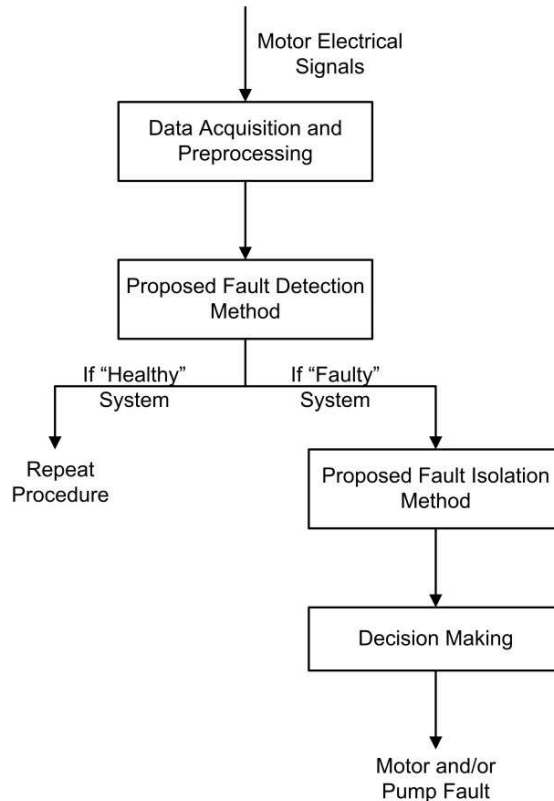 Motor Electrical
Signals
Data Acquisition and
Preprocessing
Proposed Fault Detection
Method
If “Healthy”
System
If “Faulty”
System
Repeat
Procedure
Proposed Fault Isolation
Method
Decision Making
Motor and/or
Pump Fault